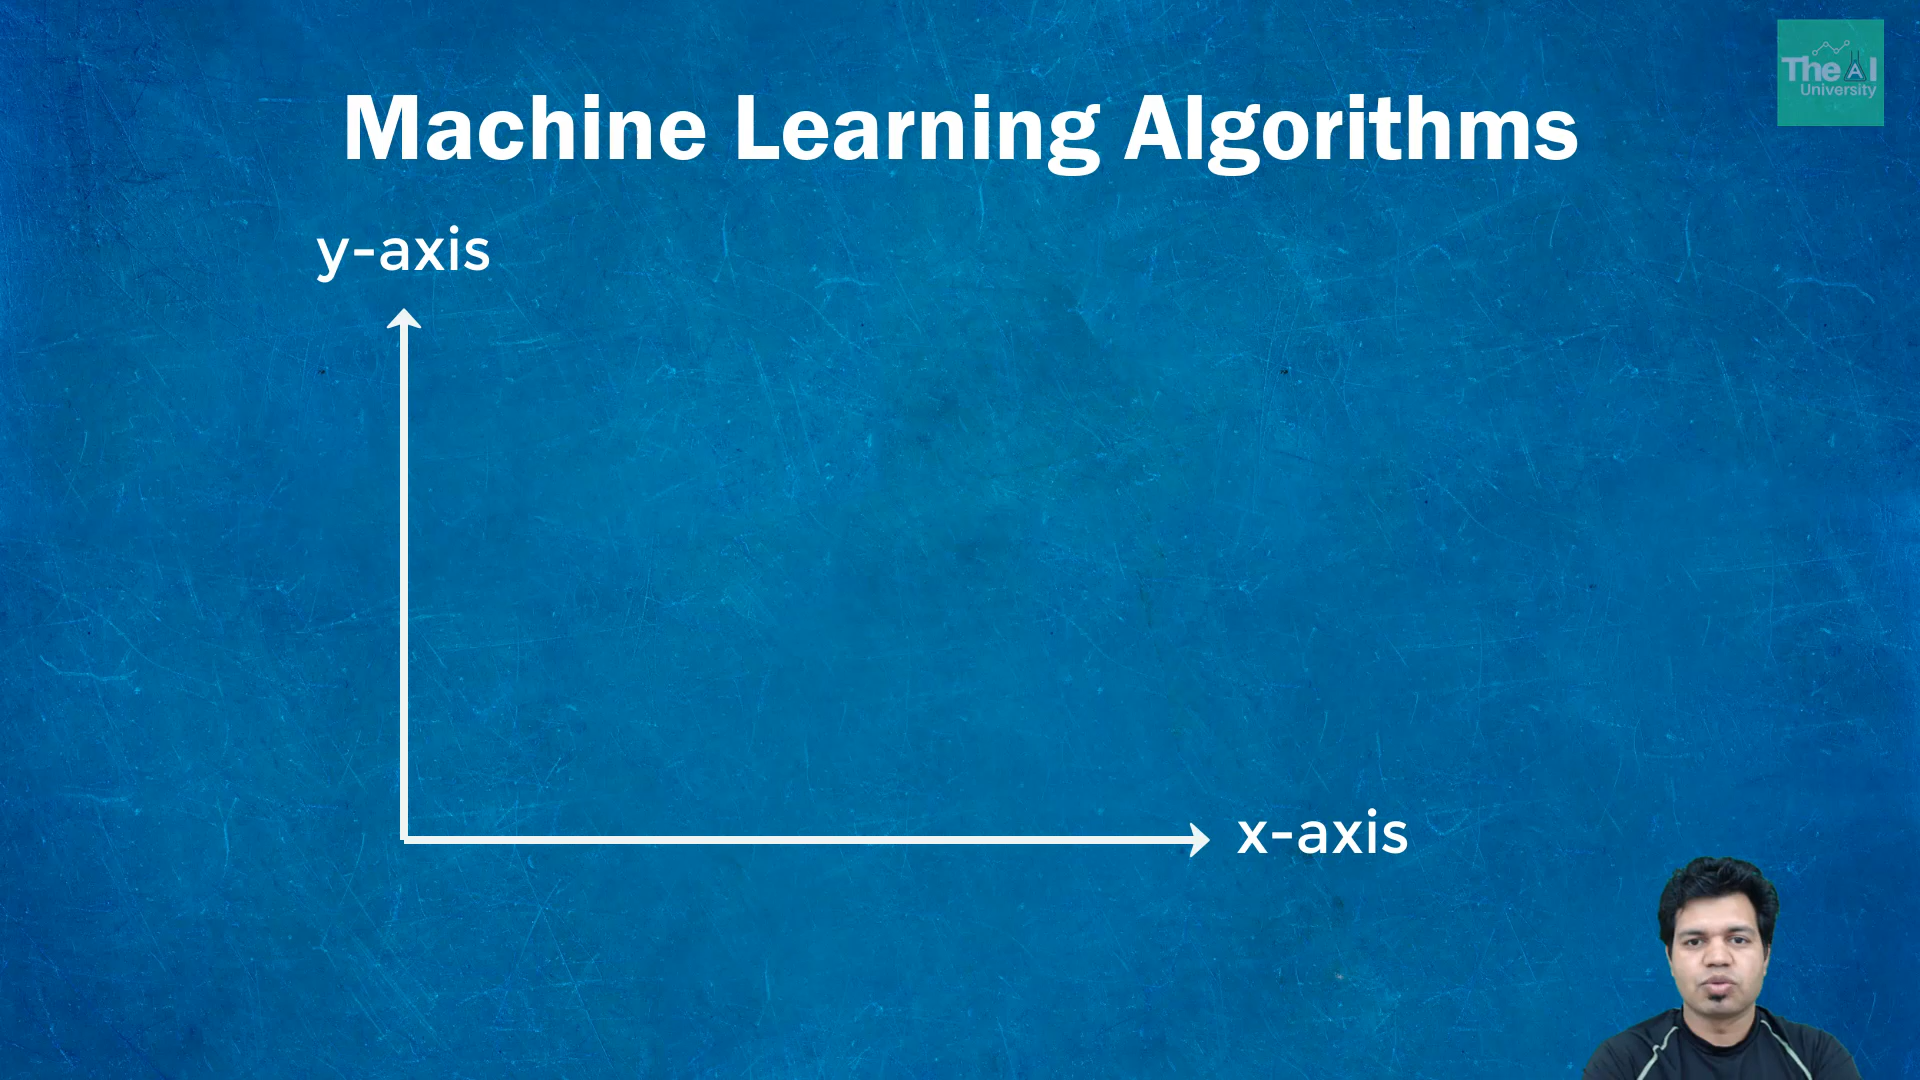 The AI
University
Machine Learning Algorithms
y-axis
x-axis